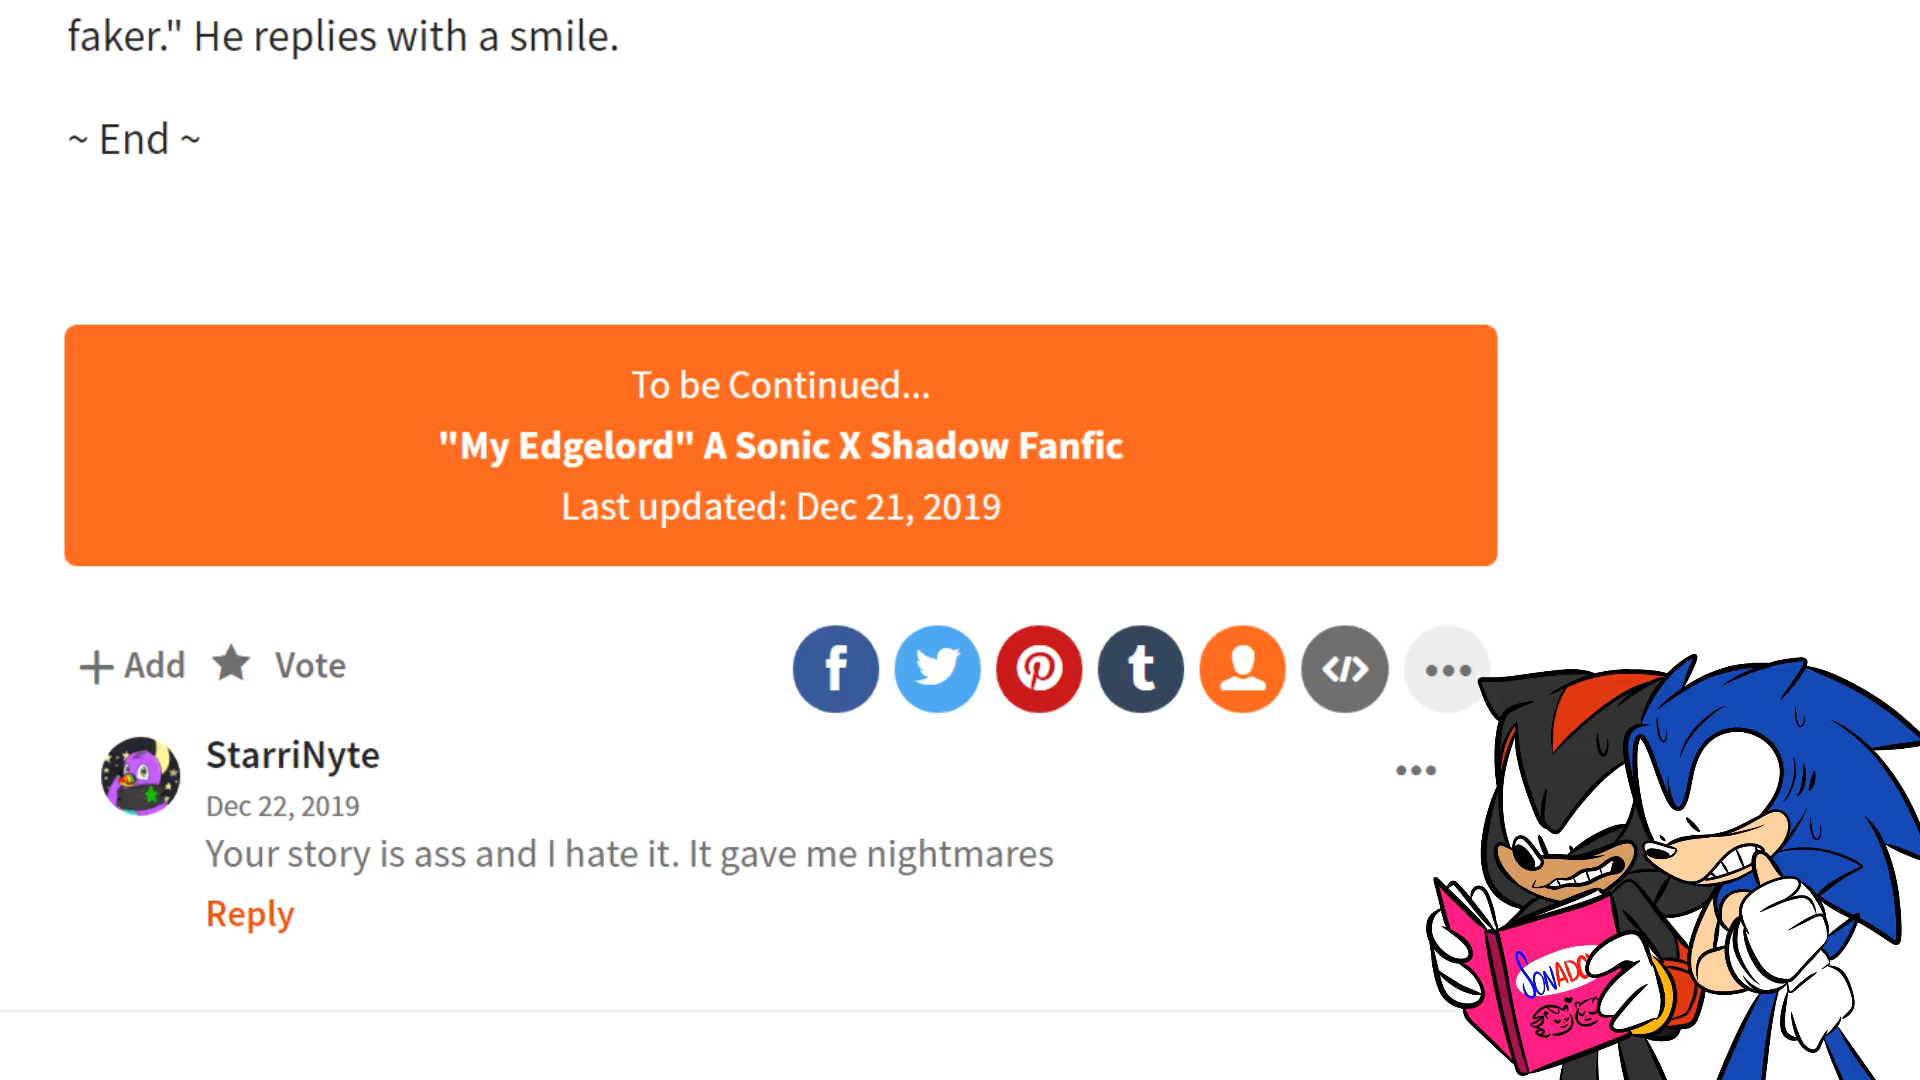 faker." He replies with a smile.
~ End ~
To be Continued...
"My Edgelord" A Sonic X Shadow Fanfic
Last updated: Dec 21, 2019
Add
Vote
StarriNyte
Dec 22, 2019
Your story is ass and I hate it. It gave me nightmares
Reply